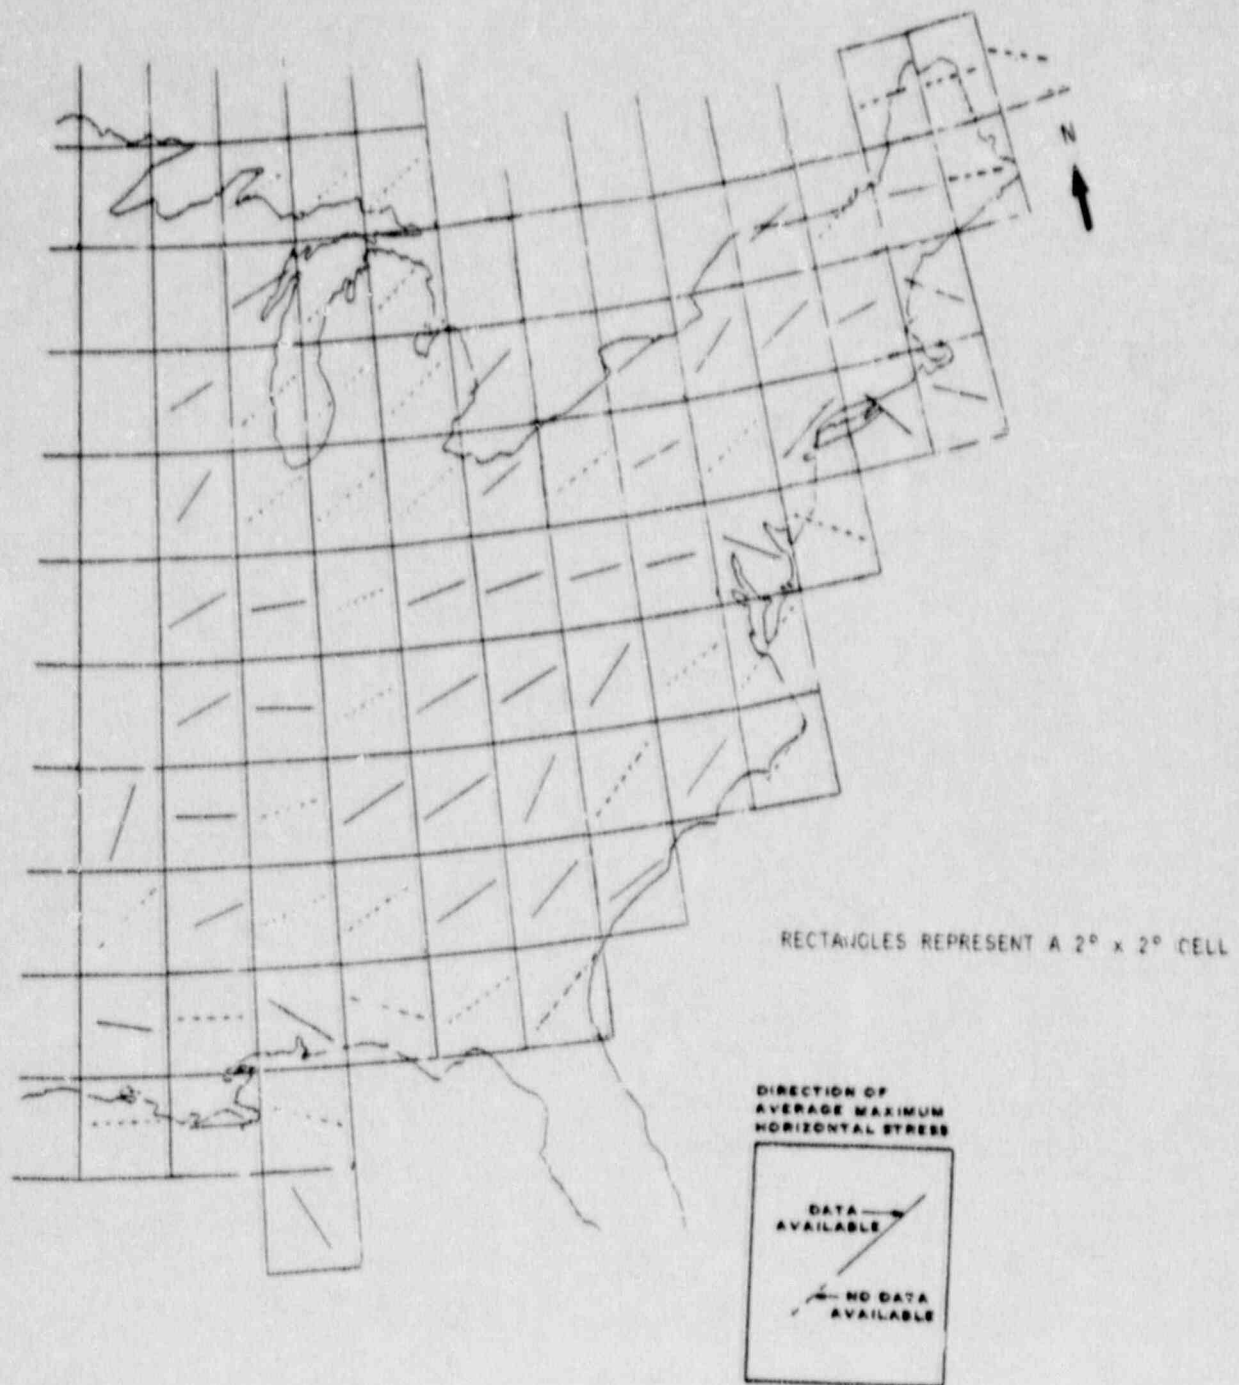 N
RECTANGLES REPRESENT A 2° x 2° CELL
DIRECTION OF
AVERAGE MAXIMUM
HORIZONTAL STRESS
DATA
AVAILABLE
NO DATA
AVAILABLE